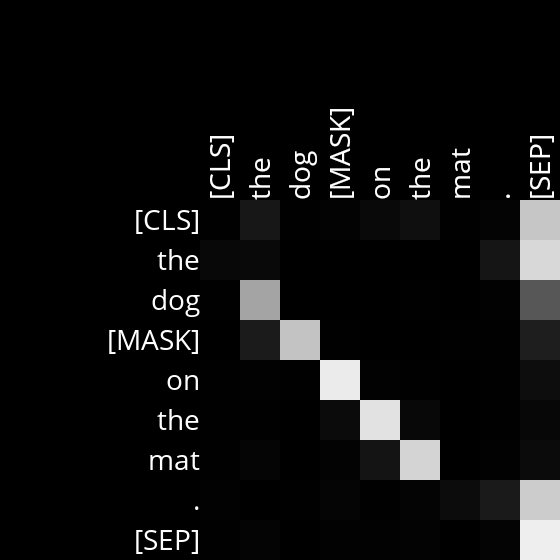 [CLS]
the
dog
[MASK]
on
the
mat
.
[SEP]
[CLS]
the
dog
[MASK]
on
the
mat
.
[SEP]